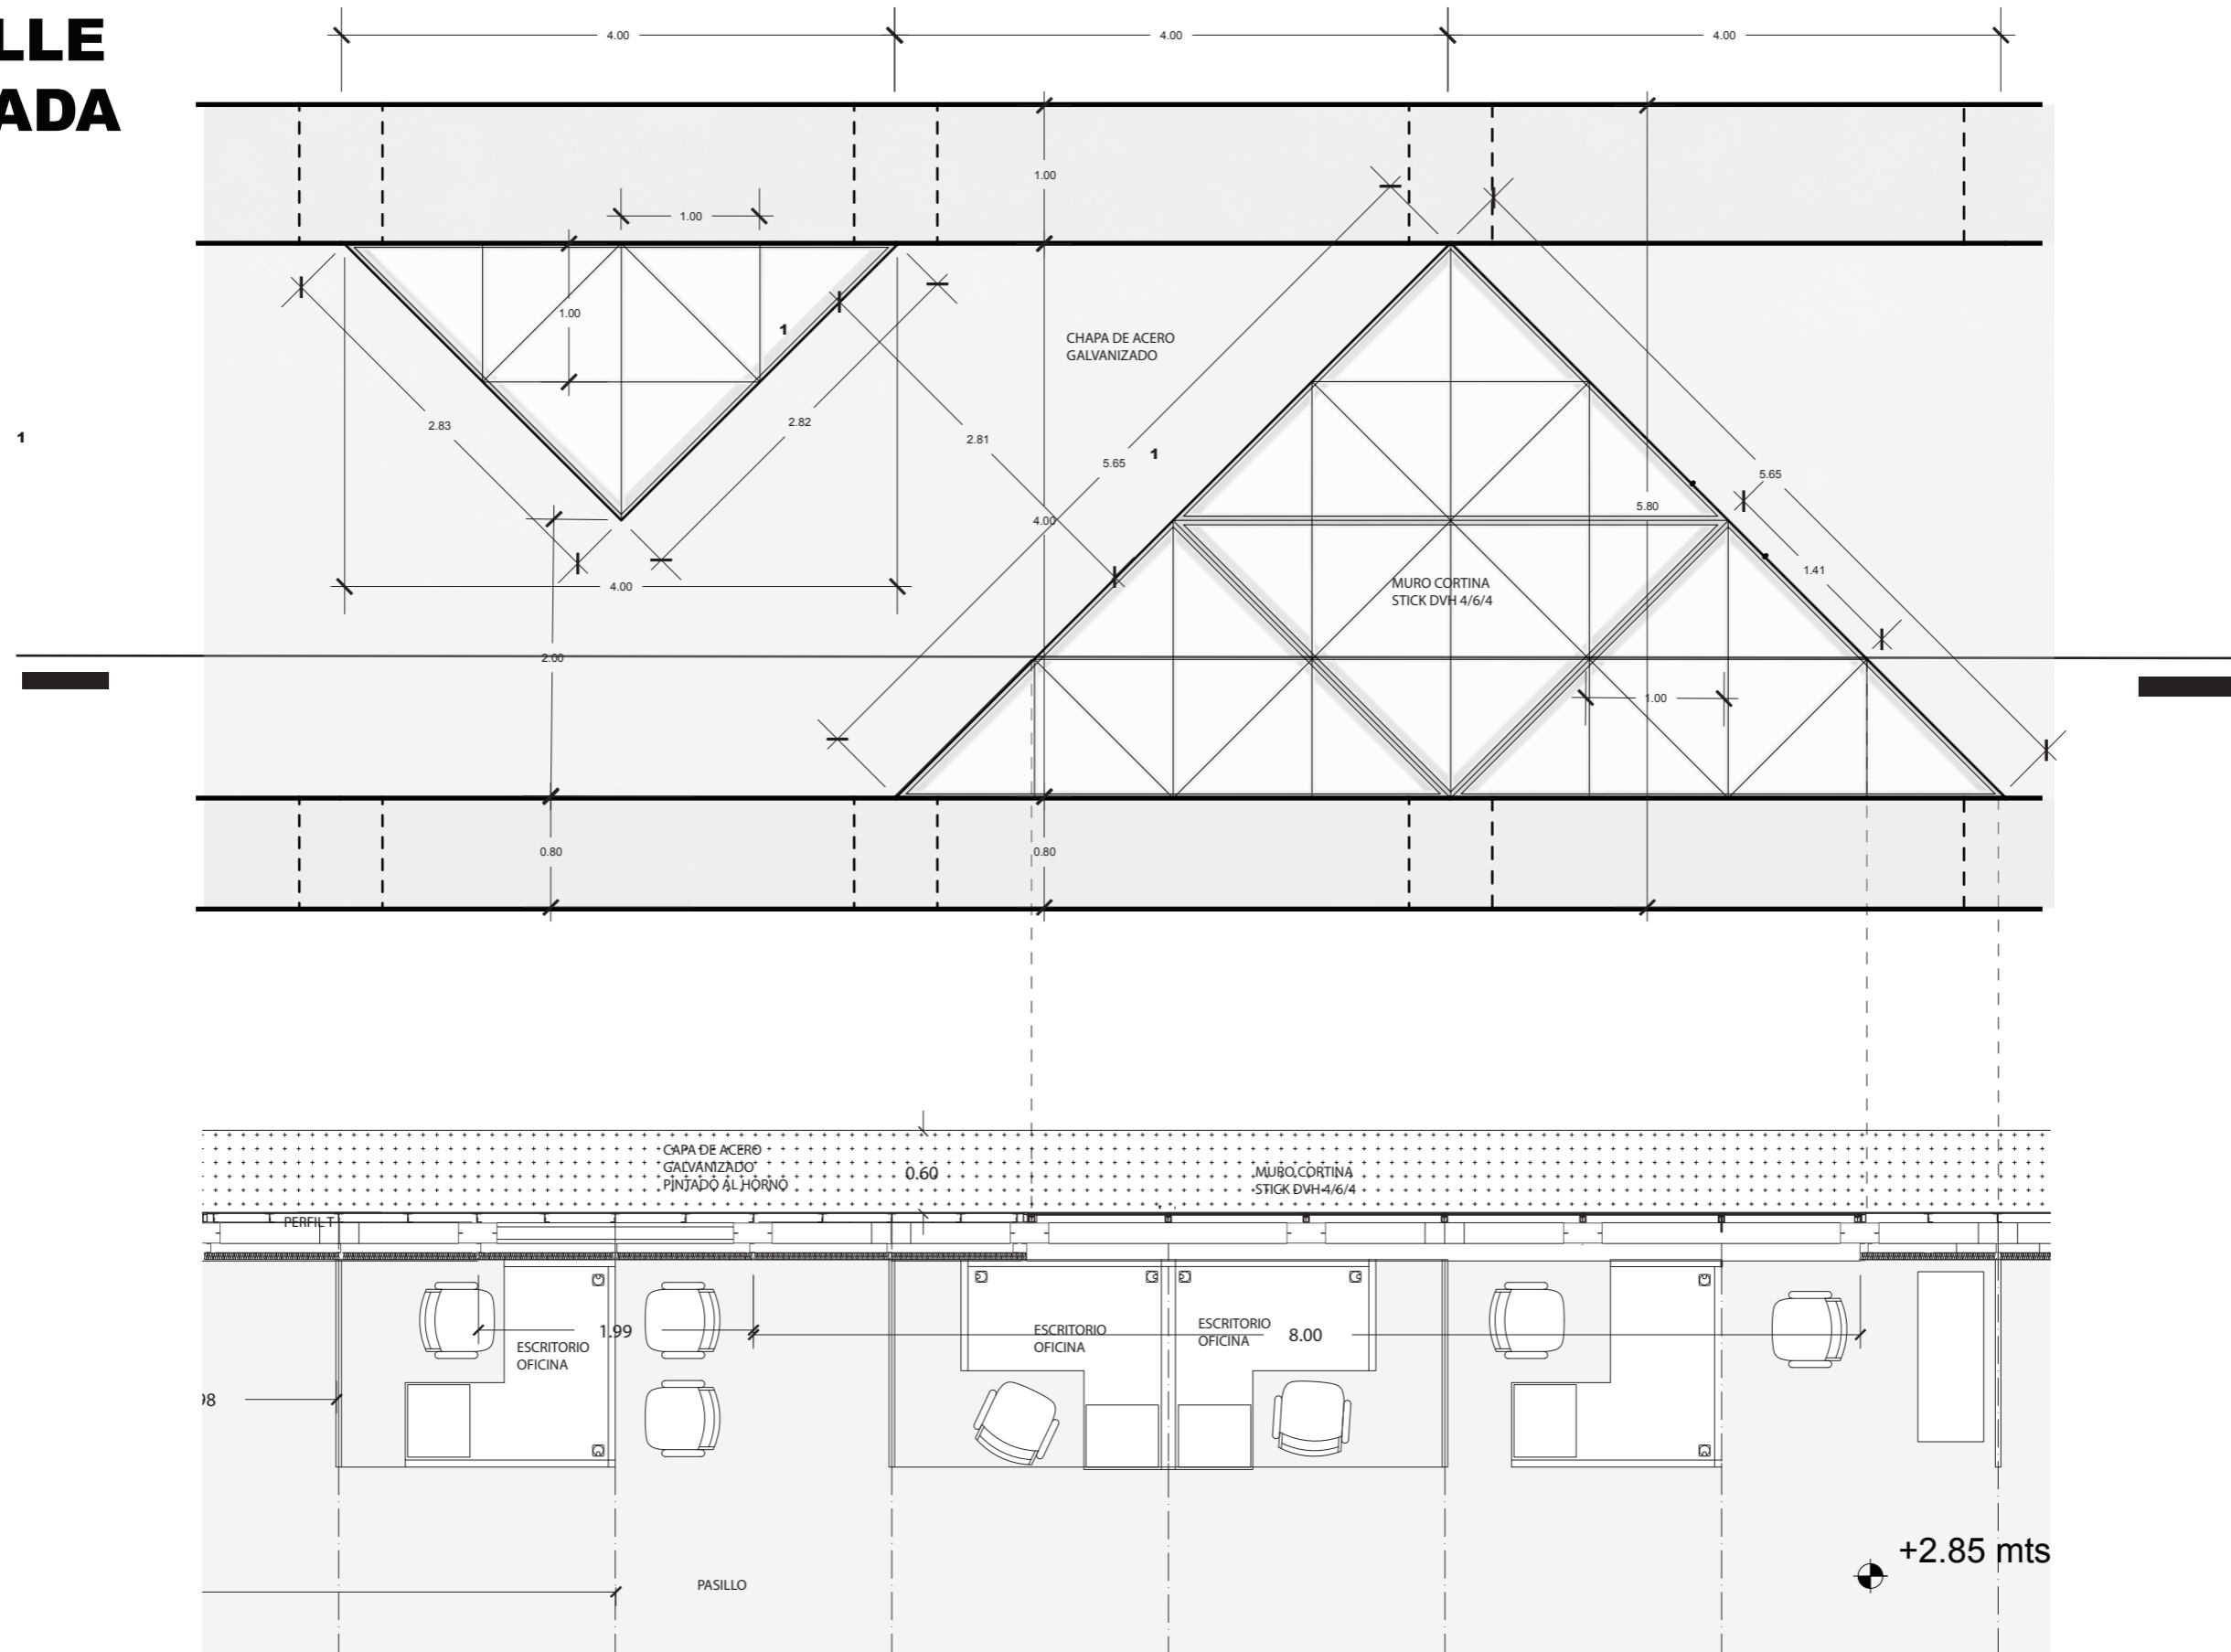 LLE
ADA
4.00
4.00
4.00
1.00
1.00
1.00
1
CHAPA DE ACERO
GALVANIZADO
2.83
2.82
2.81
1
5.65
1
5.65
5.80
4.00
1.41
4.00
MURO CORTINA
STICK DVH 4/6/4
2.00
1.00
0.80
0.80
CAPA DE ACERO
GALVANIZADO
PINTADO AL HORNO
0.60
MURO CORTINA
STICK DVH 4/6/4
PERFIL T
1.99
ESCRITORIO
OFICINA
ESCRITORIO
OFICINA
ESCRITORIO
OFICINA
8.00
98
+2.85 mts
PASILLO